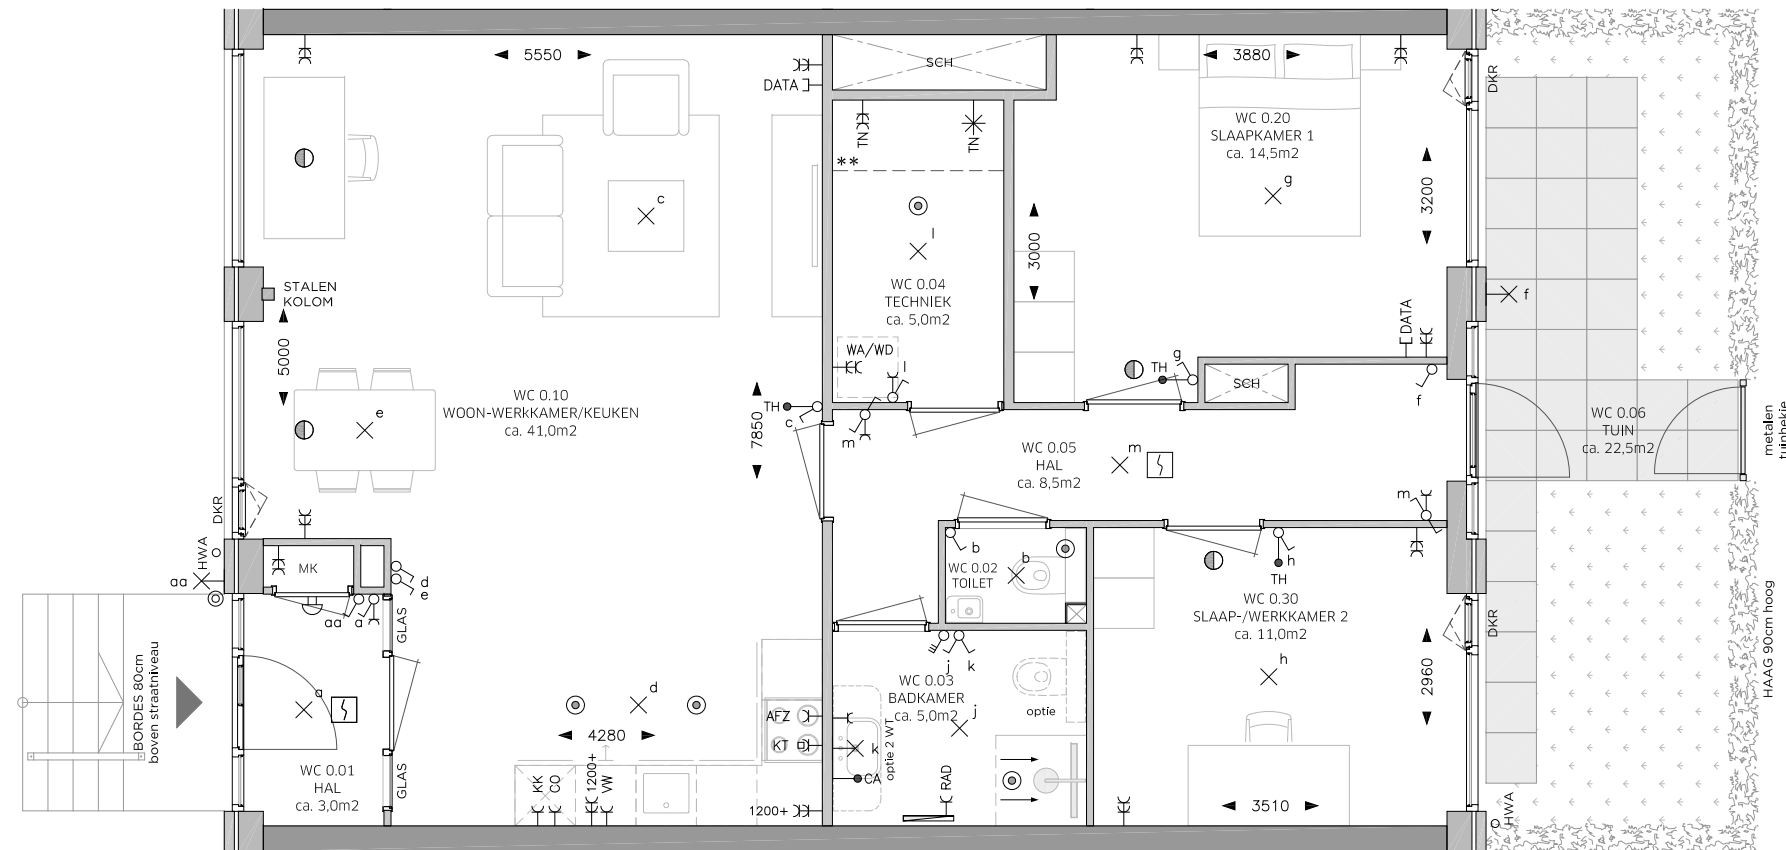 5550
SCH
DATA
TN
TN
**
c
l
WC 0.04
TECHNIEK
ca. 5,0m2
WA/WD
l
3880
WC 0.20
SLAAPKAMER 1
ca. 14,5m2
g
3200
3000
DATA
g
TH
SCH
f
DKR
f
STALEN
KOLOM
5000
e
WC 0.10
WOON-WERKKAMER/KEUKEN
ca. 41,0m2
7850
TH
c
m
WC 0.05
HAL
ca. 8,5m2
m
m
WC 0.06
TUIN
ca. 22,5m2
metalen
tuinhekje
DKR
HWA
aa
MK
d
e
aa
a
GLAS
a
GLAS
WC 0.01
HAL
ca. 3,0m2
BORDES 80cm
boven straatniveau
d
4280
KK
CO
1200+
VW
AFZ
KT
1200+
b
b
WC 0.02
TOILET
j
k
WC 0.03
BADKAMER
ca. 5,0m2
j
k
CA
optie 2 WT
RAD
optie
h
TH
WC 0.30
SLAAP-/WERKKAMER 2
ca. 11,0m2
h
2960
3510
DKR
HWA
HAAG 90cm hoog